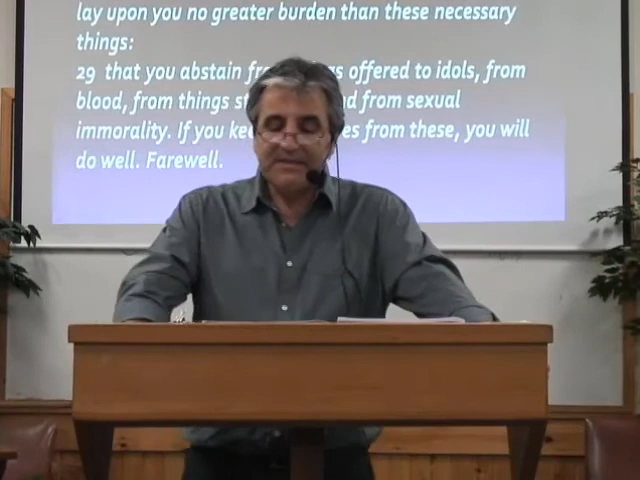 lay upon you no greater burden than these necessary
things:
29 that you abstain offered to idols, from
blood, from things from sexual
immorality. If you from these, you will
do well. Farewell.